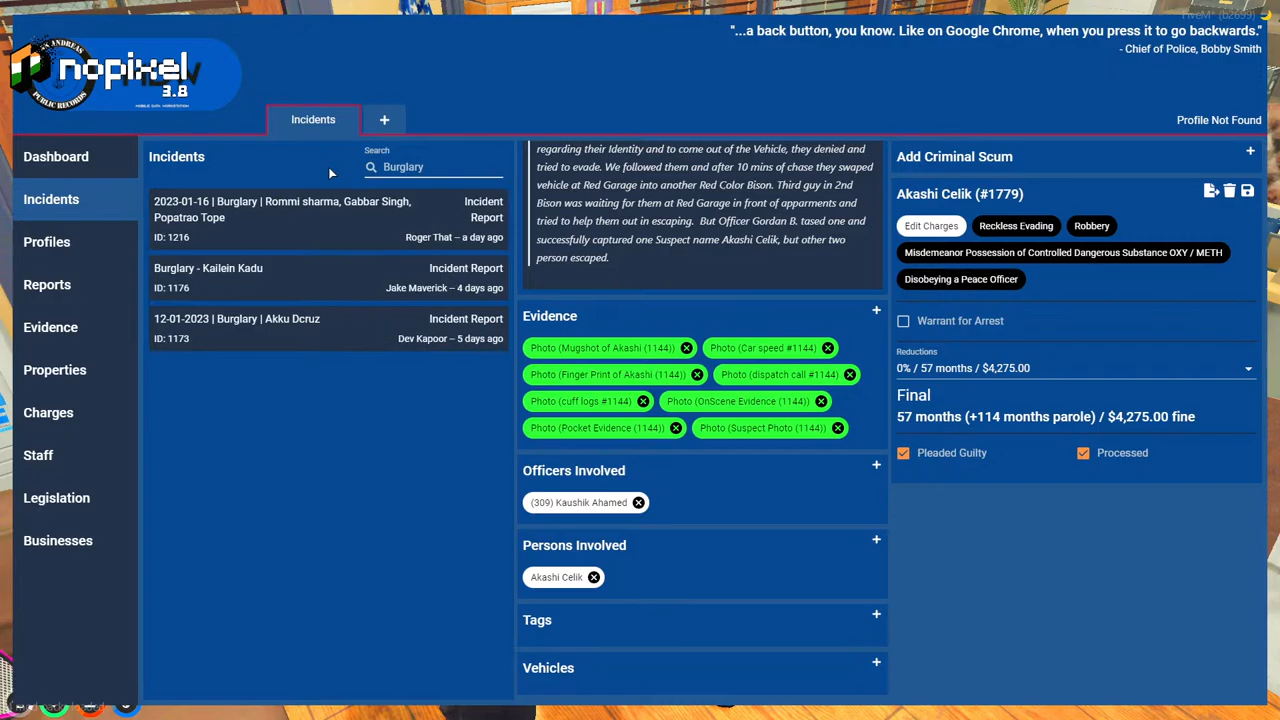 FiveM® (b2699)
"...a back button, you know. Like on Google Chrome, when you press it to go backwards."
- Chief of Police, Bobby Smith
nopixel
3.8
PUBLIC RECORDS
MOBILE DATA WORKSTATION
Incidents
+
Profile Not Found
Dashboard
Incidents
Profiles
Reports
Evidence
Properties
Charges
Staff
Legislation
Businesses
Incidents
Search
Burglary
2023-01-16 | Burglary | Rommi sharma, Gabbar Singh, Popatrao Tope
Incident Report
ID: 1216
Roger That – a day ago
Burglary - Kailein Kadu
Incident Report
ID: 1176
Jake Maverick – 4 days ago
12-01-2023 | Burglary | Akku Dcruz
Incident Report
ID: 1173
Dev Kapoor – 5 days ago
regarding their Identity and to come out of the Vehicle, they denied and
tried to evade. We followed them and after 10 mins of chase they swaped
vehicle at Red Garage into another Red Color Bison. Third guy in 2nd
Bison was waiting for them at Red Garage in front of apparments and
tried to help them out in escaping.  But Officer Gordan B. tased one and
successfully captured one Suspect name Akashi Celik, but other two
person escaped.
Evidence
+
Photo (Mugshot of Akashi (1144))
Photo (Car speed #1144)
Photo (Finger Print of Akashi (1144))
Photo (dispatch call #1144)
Photo (cuff logs #1144)
Photo (OnScene Evidence (1144))
Photo (Pocket Evidence (1144))
Photo (Suspect Photo (1144))
Officers Involved
+
(309) Kaushik Ahamed
Persons Involved
+
Akashi Celik
Tags
+
Vehicles
+
Add Criminal Scum
+
Akashi Celik (#1779)
Edit Charges
Reckless Evading
Robbery
Misdemeanor Possession of Controlled Dangerous Substance OXY / METH
Disobeying a Peace Officer
Warrant for Arrest
Reductions
0% / 57 months / $4,275.00
Final
57 months (+114 months parole) / $4,275.00 fine
Pleaded Guilty
Processed